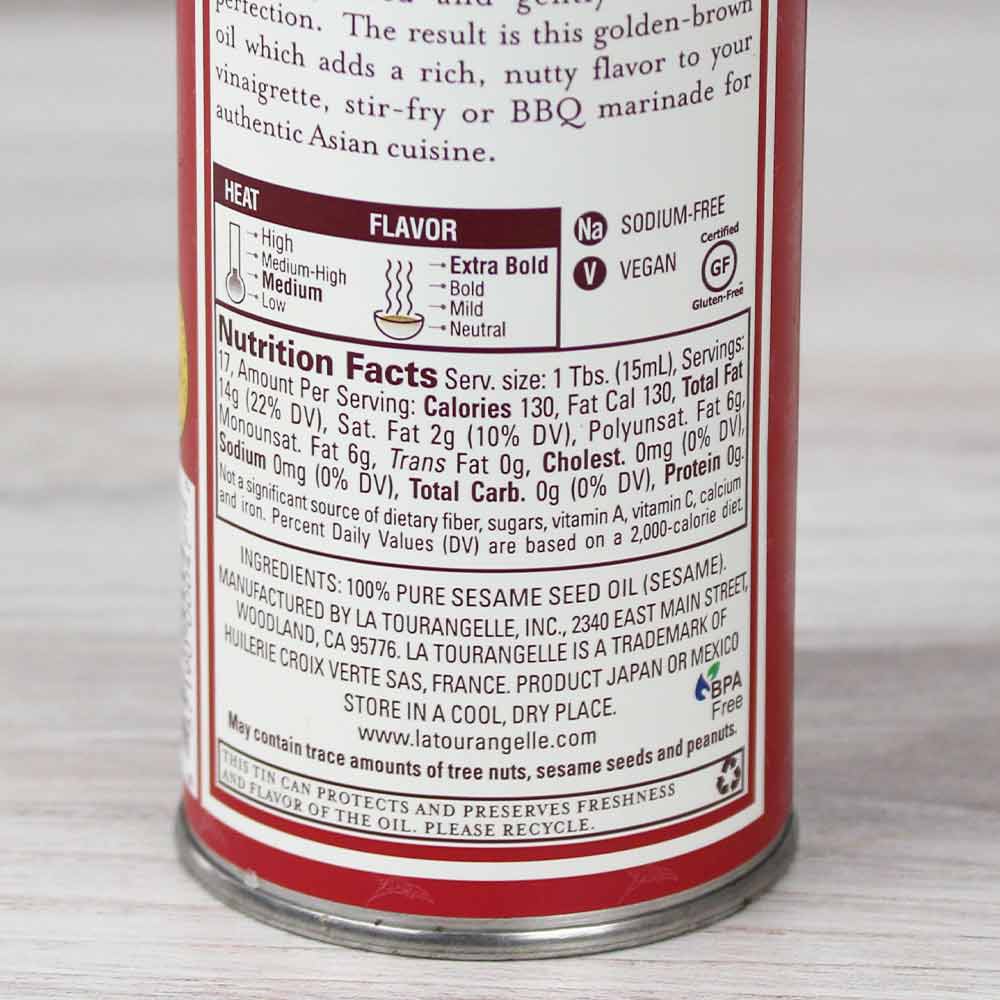 and gently
perfection. The result is this golden-brown
oil which adds a rich, nutty flavor to your
vinaigrette, stir-fry or BBQ marinade for
authentic Asian cuisine.
HEAT
High
Medium-High
Medium
Low
FLAVOR
Extra Bold
Bold
Mild
Neutral
Na SODIUM-FREE
V VEGAN
Certified
GF
Gluten-Free
Nutrition Facts Serv. size: 1 Tbs. (15mL), Servings:
17, Amount Per Serving: Calories 130, Fat Cal 130, Total Fat
14g (22% DV), Sat. Fat 2g (10% DV), Polyunsat. Fat 6g,
Monounsat. Fat 6g, Trans Fat 0g, Cholest. 0mg (0% DV),
Sodium 0mg (0% DV), Total Carb. 0g (0% DV), Protein 0g.
Not a significant source of dietary fiber, sugars, vitamin A, vitamin C, calcium
and iron. Percent Daily Values (DV) are based on a 2,000-calorie diet.
INGREDIENTS: 100% PURE SESAME SEED OIL (SESAME).
MANUFACTURED BY LA TOURANGELLE, INC., 2340 EAST MAIN STREET,
WOODLAND, CA 95776. LA TOURANGELLE IS A TRADEMARK OF
HUILERIE CROIX VERTE SAS, FRANCE. PRODUCT JAPAN OR MEXICO
STORE IN A COOL, DRY PLACE.
www.latourangelle.com
BPA
Free
May contain trace amounts of tree nuts, sesame seeds and peanuts.
THIS TIN CAN PROTECTS AND PRESERVES FRESHNESS
AND FLAVOR OF THE OIL. PLEASE RECYCLE.